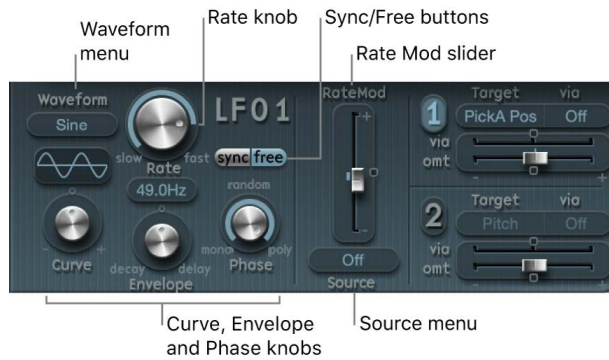 Waveform menu
Rate knob
Sync/Free buttons
Rate Mod slider
Waveform
Sine
LFO1
RateMod
+
-
slow
fast
Rate
sync free
49.0Hz
random
- +
Curve
decay
delay
Envelope
mono
poly
Phase
Off
Source
1
Target via
PickA Pos Off
via
omt
- +
2
Target via
Pitch Off
via
omt
- +
Curve, Envelope
and Phase knobs
Source menu